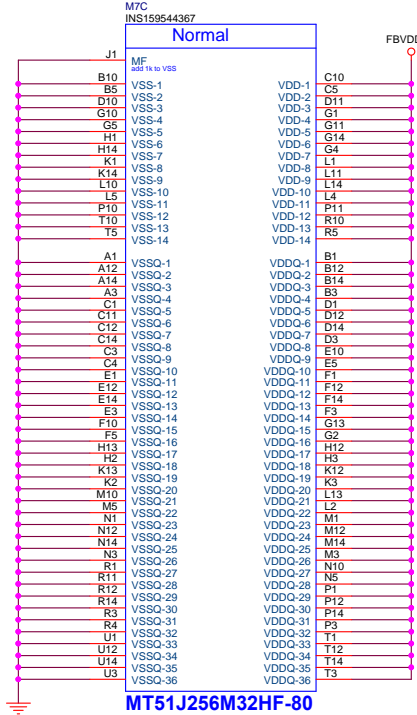 M7C
INS159544367
Normal
FBVDD
J1 MF
add 1k to VSS
B10 VSS-1 VDD-1 C10
B5 VSS-2 VDD-2 C5
D10 VSS-3 VDD-3 D11
G10 VSS-4 VDD-4 G1
G5 VSS-5 VDD-5 G11
H1 VSS-6 VDD-6 G14
H14 VSS-7 VDD-7 G4
K1 VSS-8 VDD-8 L1
K14 VSS-9 VDD-9 L11
L10 VSS-10 VDD-10 L14
L5 VSS-11 VDD-11 L4
P10 VSS-12 VDD-12 P11
T10 VSS-13 VDD-13 R10
T5 VSS-14 VDD-14 R5
A1 VSSQ-1 VDDQ-1 B1
A12 VSSQ-2 VDDQ-2 B12
A14 VSSQ-3 VDDQ-3 B14
A3 VSSQ-4 VDDQ-4 B3
C1 VSSQ-5 VDDQ-5 D1
C11 VSSQ-6 VDDQ-6 D12
C12 VSSQ-7 VDDQ-7 D14
C14 VSSQ-8 VDDQ-8 D3
C3 VSSQ-9 VDDQ-9 E10
C4 VSSQ-10 VDDQ-10 E5
E1 VSSQ-11 VDDQ-11 F1
E12 VSSQ-12 VDDQ-12 F12
E14 VSSQ-13 VDDQ-13 F14
E3 VSSQ-14 VDDQ-14 F3
F10 VSSQ-15 VDDQ-15 G13
F5 VSSQ-16 VDDQ-16 G2
H13 VSSQ-17 VDDQ-17 H12
H2 VSSQ-18 VDDQ-18 H3
K13 VSSQ-19 VDDQ-19 K12
K2 VSSQ-20 VDDQ-20 K3
M10 VSSQ-21 VDDQ-21 L13
M5 VSSQ-22 VDDQ-22 L2
N1 VSSQ-23 VDDQ-23 M1
N12 VSSQ-24 VDDQ-24 M12
N14 VSSQ-25 VDDQ-25 M14
N3 VSSQ-26 VDDQ-26 M3
R1 VSSQ-27 VDDQ-27 N10
R11 VSSQ-28 VDDQ-28 N5
R12 VSSQ-29 VDDQ-29 P1
R14 VSSQ-30 VDDQ-30 P12
R3 VSSQ-31 VDDQ-31 P14
R4 VSSQ-32 VDDQ-32 P3
U1 VSSQ-33 VDDQ-33 T1
U12 VSSQ-34 VDDQ-34 T12
U14 VSSQ-35 VDDQ-35 T14
U3 VSSQ-36 VDDQ-36 T3
MT51J256M32HF-80